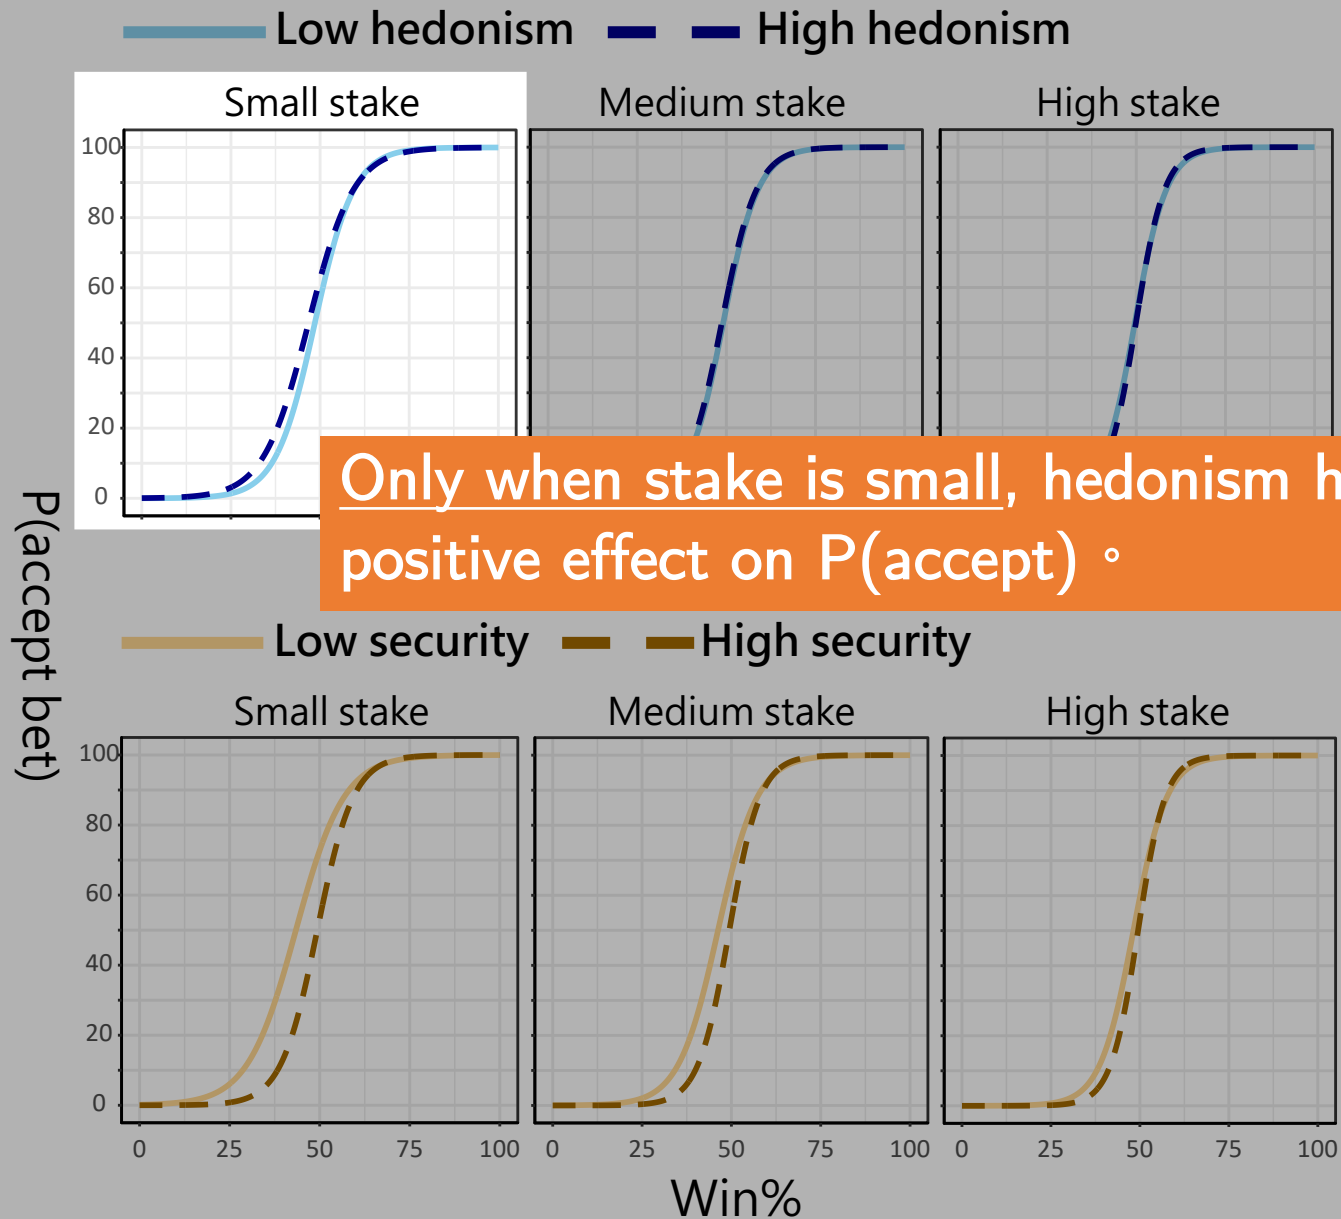 Low hedonism High hedonism
Small stake Medium stake High stake
100
80
60
40
20
0
Only when stake is small, hedonism h
positive effect on P(accept) 。
P(accept bet)
Low security High security
Small stake Medium stake High stake
100
80
60
40
20
0
0 25 50 75 100 0 25 50 75 100 0 25 50 75 100
Win%